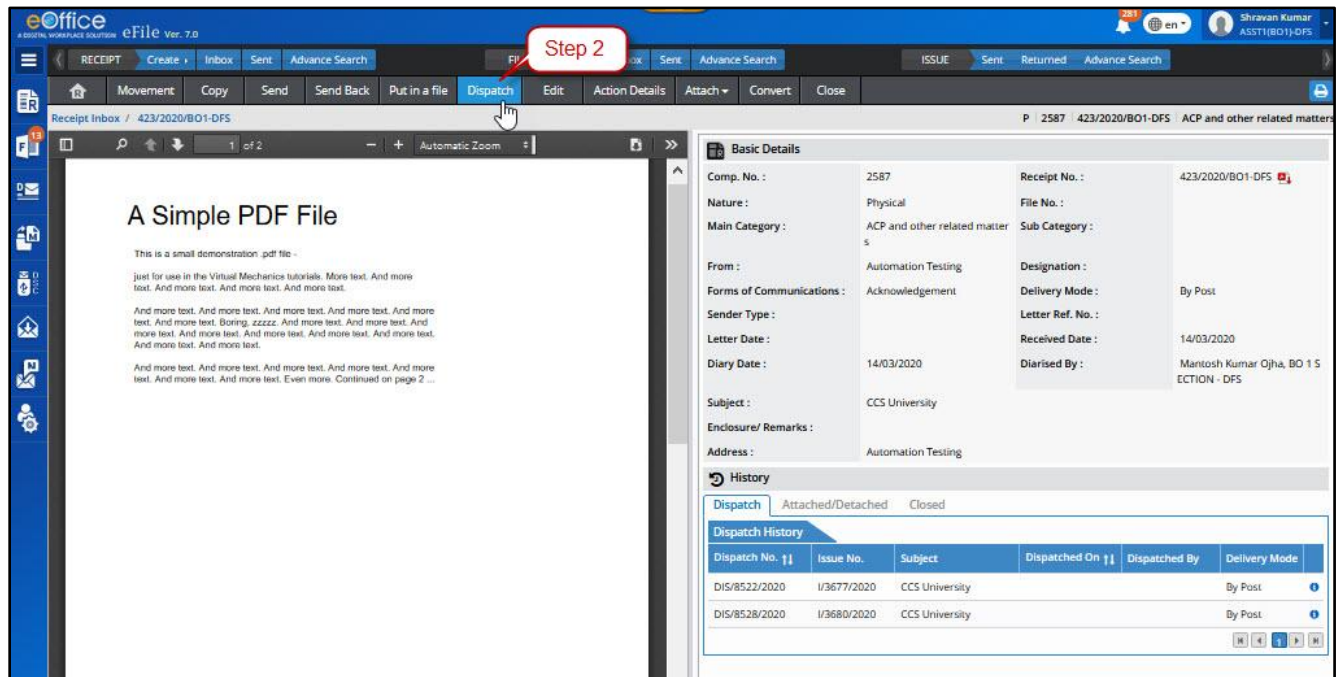 eOffice
A DIGITAL WORKPLACE SOLUTION
eFile Ver. 7.0
281
en
Shravan Kumar
ASST1(BO1)-DFS
RECEIPT Create Inbox Sent Advance Search
Sent Advance Search
ISSUE Sent Returned Advance Search
Step 2
Movement Copy Send Send Back Put in a file Dispatch Edit Action Details Attach Convert Close
Receipt Inbox / 423/2020/BO1-DFS
P 2587 423/2020/BO1-DFS ACP and other related matters
13
1 of 2
Automatic Zoom
A Simple PDF File
This is a small demonstration .pdf file -
just for use in the Virtual Mechanics tutorials. More text. And more
text. And more text. And more text. And more text.
And more text. And more text. And more text. And more text. And more
text. And more text. Boring, zzzzz. And more text. And more text. And
more text. And more text. And more text. And more text. And more text.
And more text. And more text.
And more text. And more text. And more text. And more text. And more
text. And more text. And more text. Even more. Continued on page 2 ...
Basic Details
Comp. No. : 2587 Receipt No. : 423/2020/BO1-DFS
Nature : Physical File No. :
Main Category : ACP and other related matter
s
Sub Category :
From : Automation Testing Designation :
Forms of Communications : Acknowledgement Delivery Mode : By Post
Sender Type : Letter Ref. No. :
Letter Date : Received Date : 14/03/2020
Diary Date : 14/03/2020 Diarised By : Mantosh Kumar Ojha, BO 1 S
ECTION - DFS
Subject : CCS University
Enclosure/ Remarks :
Address : Automation Testing
History
Dispatch Attached/Detached Closed
Dispatch History
Dispatch No. Issue No. Subject Dispatched On Dispatched By Delivery Mode
DIS/8522/2020 I/3677/2020 CCS University By Post
DIS/8528/2020 I/3680/2020 CCS University By Post
1